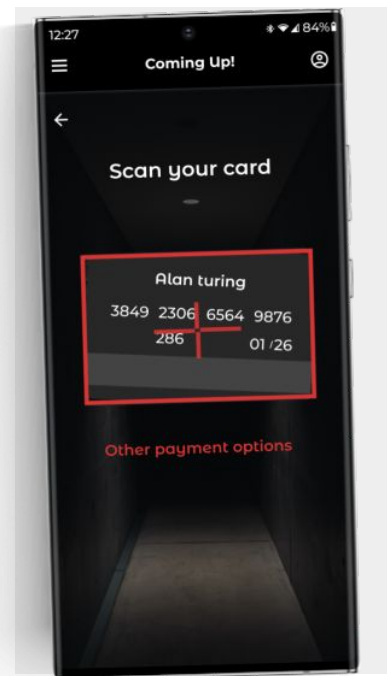 12:27 84%
Coming Up!
Scan your card
Alan turing
3849 2306 6564 9876
286 01/26
Other payment options